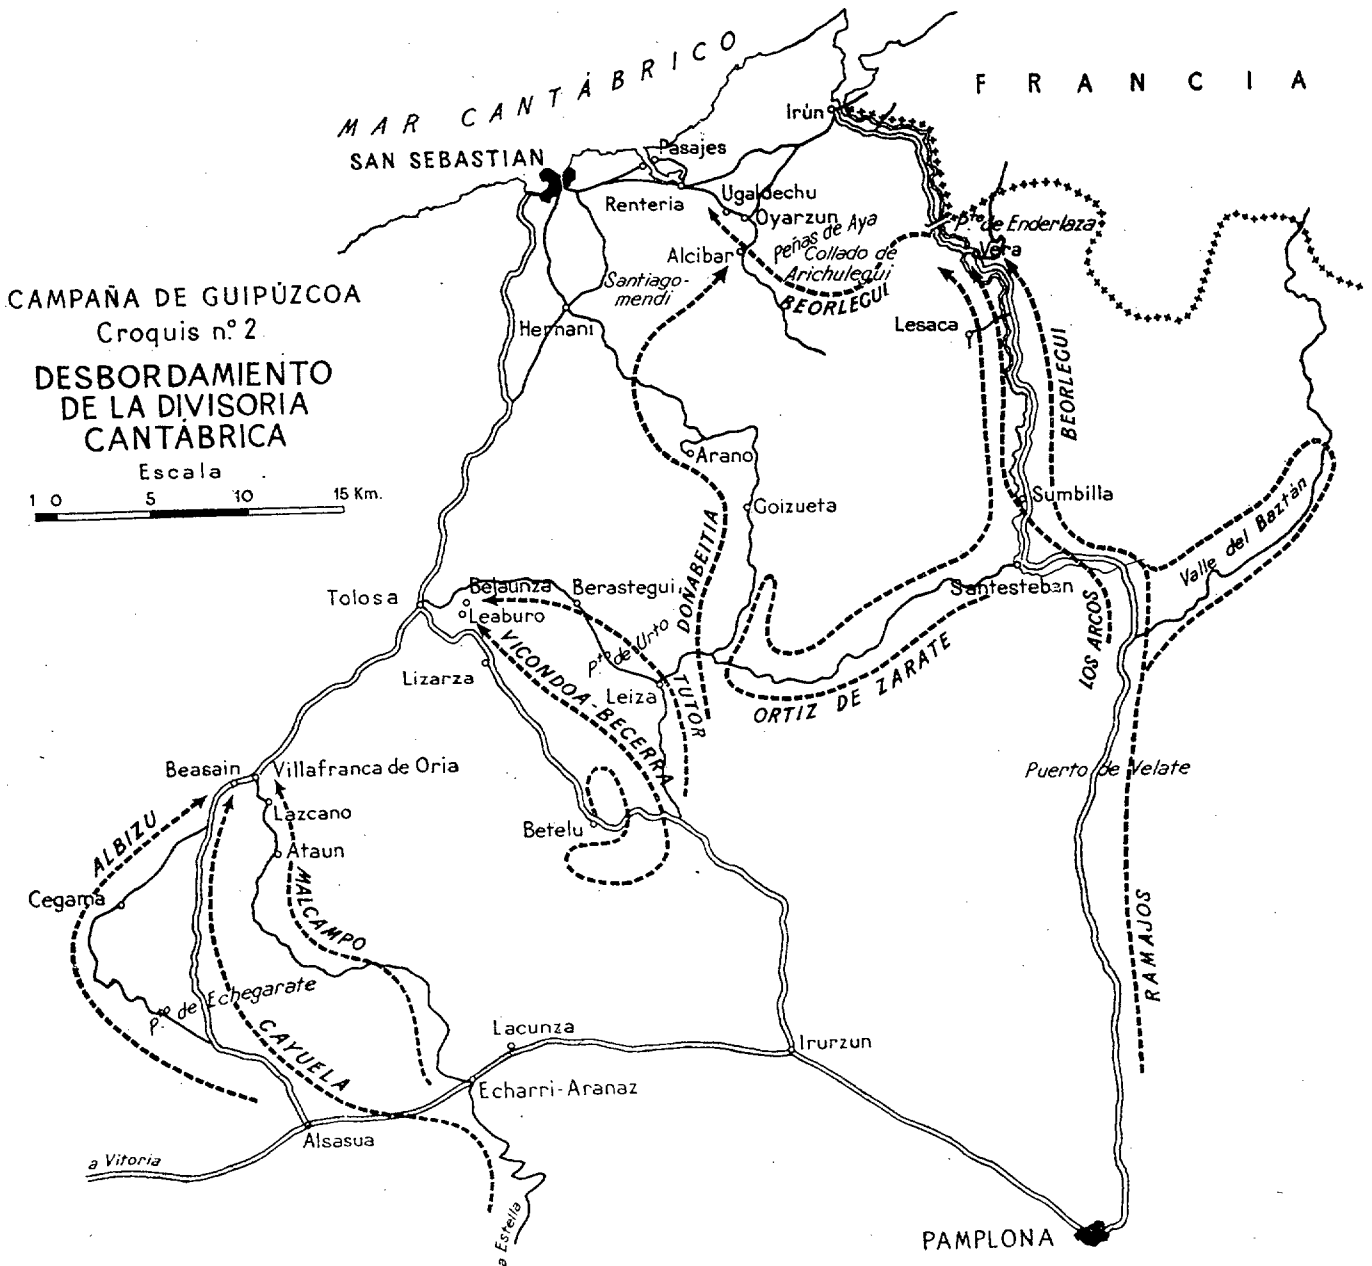 MAR CANTÁBRICO
FRANCIA
Irún
Pasajes
SAN SEBASTIAN
Ugaldechu
Renteria
Oyarzun
Pto de Enderlaza
Peñas de Aya
Vera
Alcibar
Collado de
Arichulegui
Santiago-
mendi
BEORLEGUI
CAMPAÑA DE GUIPÚZCOA
Croquis n.º 2
Hernani
Lesaca
BEORLEGUI
DESBORDAMIENTO
DE LA DIVISORIA
CANTÁBRICA
Escala
1 0 5 10 15 Km.
Arano
Goizueta
Sumbilla
Valle del Baztán
DONABEITIA
Belaunza
Berastegui
Santesteban
Tolosa
Leaburo
VICONDOA-BECERRA
Pto de Urto
LOS ARCOS
Lizarza
Leiza
TUTOR
ORTIZ DE ZARATE
Beasain
Villafranca de Oria
Puerto de Velate
Lazcano
ALBIZU
Betelu
Ataun
MALCAMPO
Cegama
RAMAJOS
Pto de Echegarate
CAYUELA
Lacunza
Irurzun
Echarri-Aranaz
Alsasua
a Vitoria
a Estella
PAMPLONA